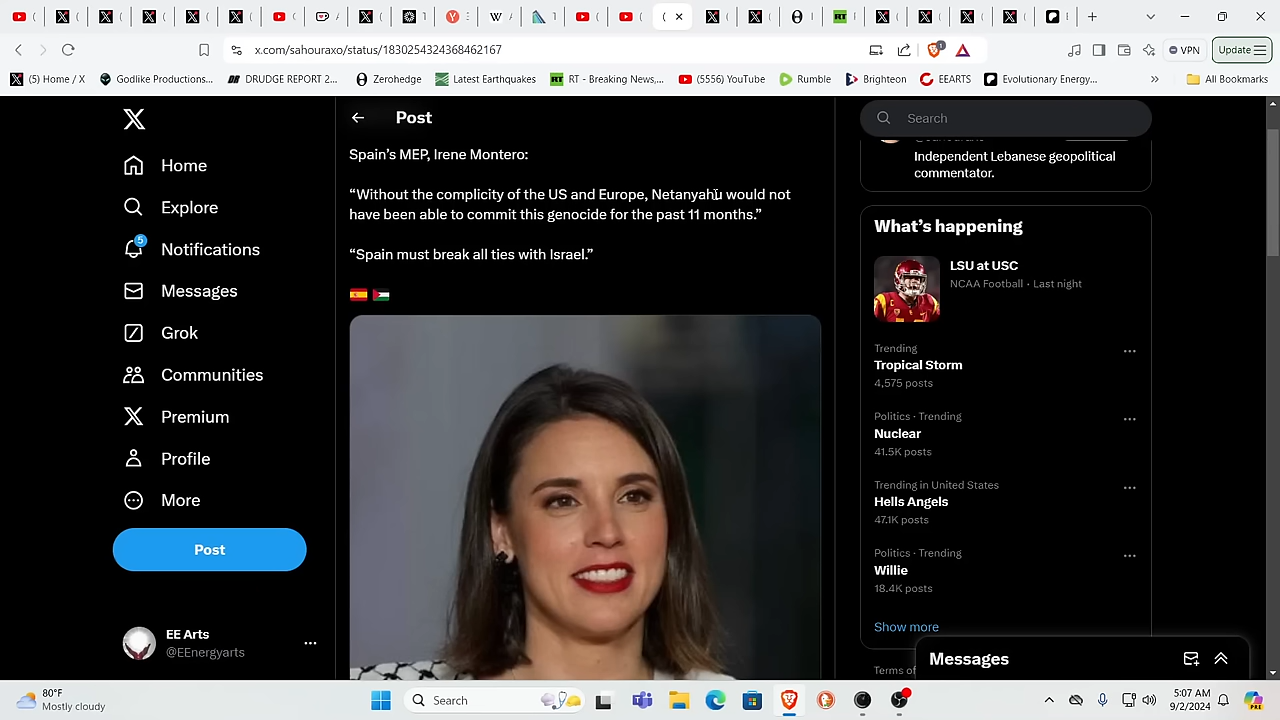 x.com/sahouraxo/status/1830254324368462167
VPN
Update
(5) Home / X
Godlike Productions...
DRUDGE REPORT 2...
Zerohedge
Latest Earthquakes
RT - Breaking News,...
(5556) YouTube
Rumble
Brighteon
EEARTS
Evolutionary Energy...
All Bookmarks
Home
Explore
5
Notifications
Messages
Grok
Communities
Premium
Profile
More
Post
EE Arts
@EEnergyarts
Post
Spain’s MEP, Irene Montero:
“Without the complicity of the US and Europe, Netanyahu would not
have been able to commit this genocide for the past 11 months.”
“Spain must break all ties with Israel.”
Search
Independent Lebanese geopolitical
commentator.
What’s happening
LSU at USC
NCAA Football · Last night
Trending
Tropical Storm
4,575 posts
Politics · Trending
Nuclear
41.5K posts
Trending in United States
Hells Angels
47.1K posts
Politics · Trending
Willie
18.4K posts
Show more
Terms of
Messages
80°F
Mostly cloudy
Search
5:07 AM
9/2/2024